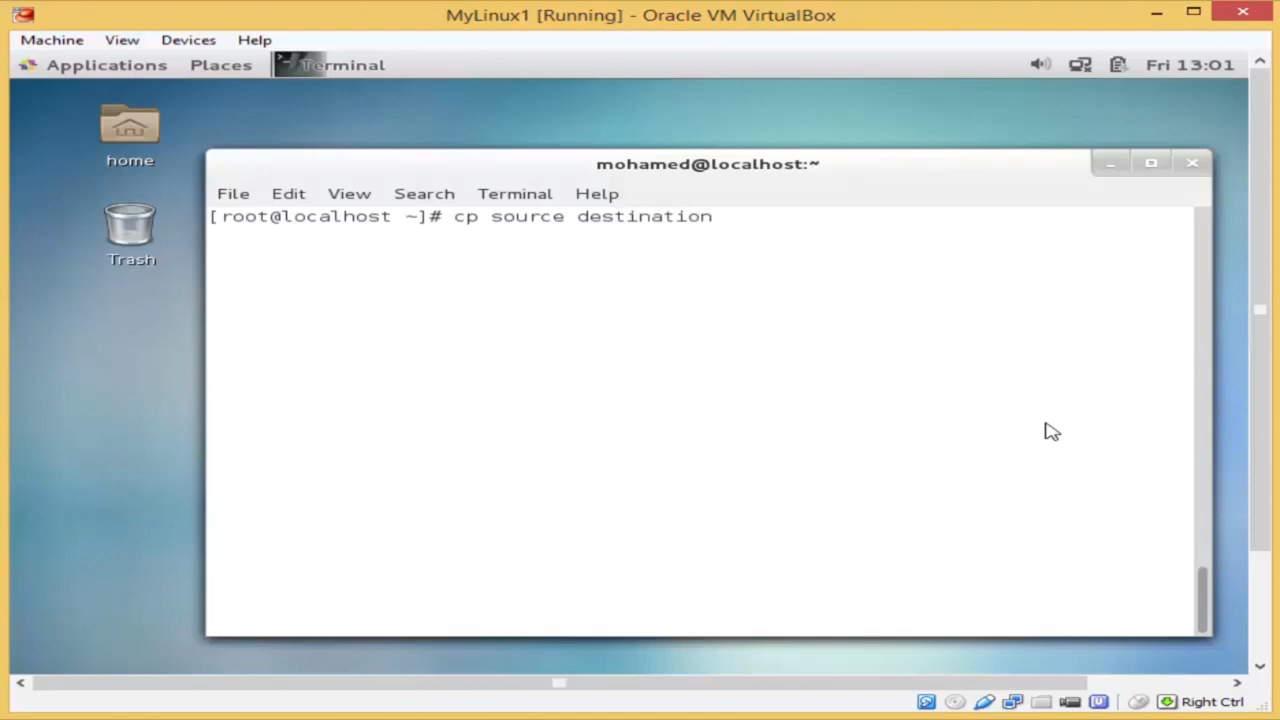 MyLinux1 [Running] - Oracle VM VirtualBox
Machine View Devices Help
Applications Places Terminal Fri 13:01
home
Trash
mohamed@localhost:~
File Edit View Search Terminal Help
[root@localhost ~]# cp source destination
Right Ctrl